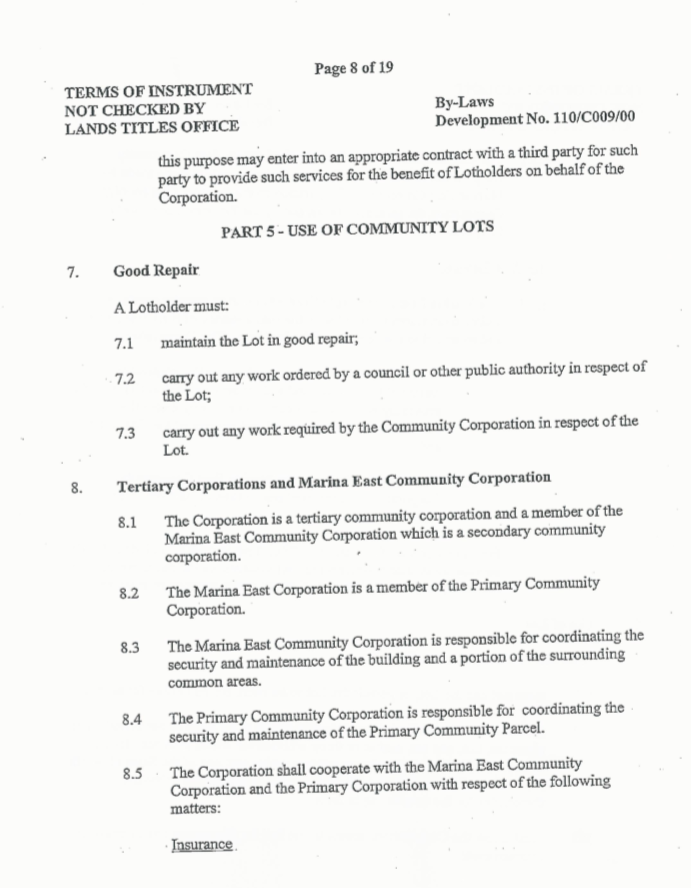 Page 8 of 19
TERMS OF INSTRUMENT
NOT CHECKED BY
LANDS TITLES OFFICE
By-Laws
Development No. 110/C009/00
this purpose may enter into an appropriate contract with a third party for such
party to provide such services for the benefit of Lotholders on behalf of the
Corporation.
PART 5 - USE OF COMMUNITY LOTS
7. Good Repair
A Lotholder must:
7.1 maintain the Lot in good repair;
7.2 carry out any work ordered by a council or other public authority in respect of
the Lot;
7.3 carry out any work required by the Community Corporation in respect of the
Lot.
8. Tertiary Corporations and Marina East Community Corporation
8.1 The Corporation is a tertiary community corporation and a member of the
Marina East Community Corporation which is a secondary community
corporation.
8.2 The Marina East Corporation is a member of the Primary Community
Corporation.
8.3 The Marina East Community Corporation is responsible for coordinating the
security and maintenance of the building and a portion of the surrounding
common areas.
8.4 The Primary Community Corporation is responsible for coordinating the
security and maintenance of the Primary Community Parcel.
8.5 The Corporation shall cooperate with the Marina East Community
Corporation and the Primary Corporation with respect of the following
matters:
Insurance